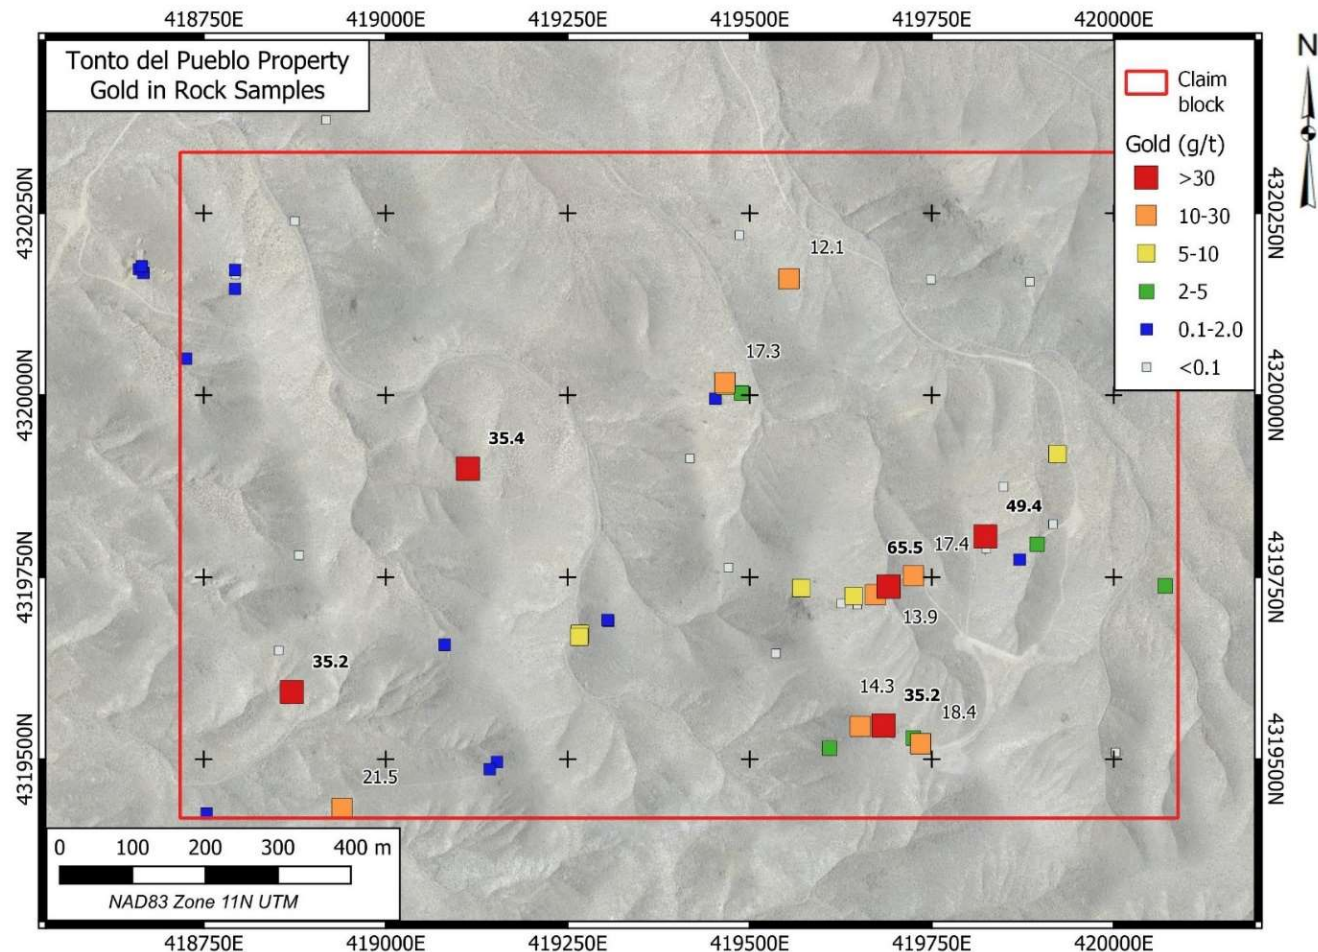 418750E 419000E 419250E 419500E 419750E 420000E
Tonto del Pueblo Property
Gold in Rock Samples
N
Claim
block
Gold (g/t)
>30
10-30
5-10
2-5
0.1-2.0
<0.1
4320250N
4320250N
12.1
17.3
4320000N
4320000N
35.4
49.4
17.4
65.5
4319750N
4319750N
13.9
35.2
14.3
35.2
18.4
4319500N
4319500N
21.5
0 100 200 300 400 m
NAD83 Zone 11N UTM
418750E 419000E 419250E 419500E 419750E 420000E